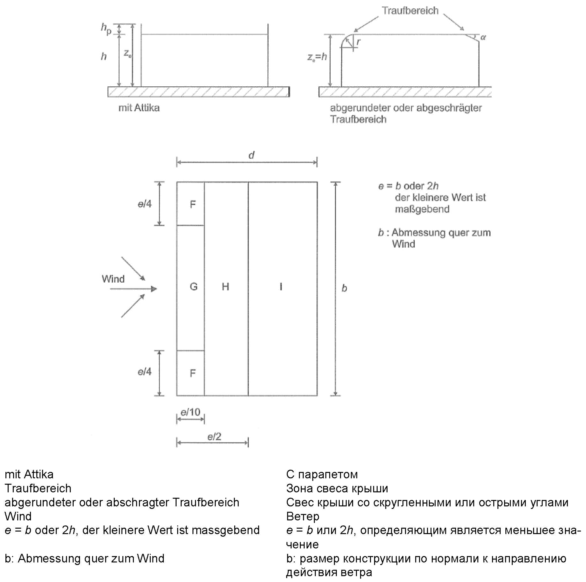 Traufbereich
h_p
h
z_e
r
α
z_e=h
mit Attika
abgerundeter oder abgeschrägter
Traufbereich
d
e = b oder 2h
der kleinere Wert ist
maßgebend
b : Abmessung quer zum
Wind
e/4
F
Wind
G H I
b
e/4
F
e/10
e/2
mit Attika
Traufbereich
abgerundeter oder abschragter Traufbereich
Wind
e = b oder 2h, der kleinere Wert ist massgebend
b: Abmessung quer zum Wind
С парапетом
Зона свеса крыши
Свес крыши со скругленными или острыми углами
Ветер
e = b или 2h, определяющим является меньшее зна-
чение
b: размер конструкции по нормали к направлению
действия ветра